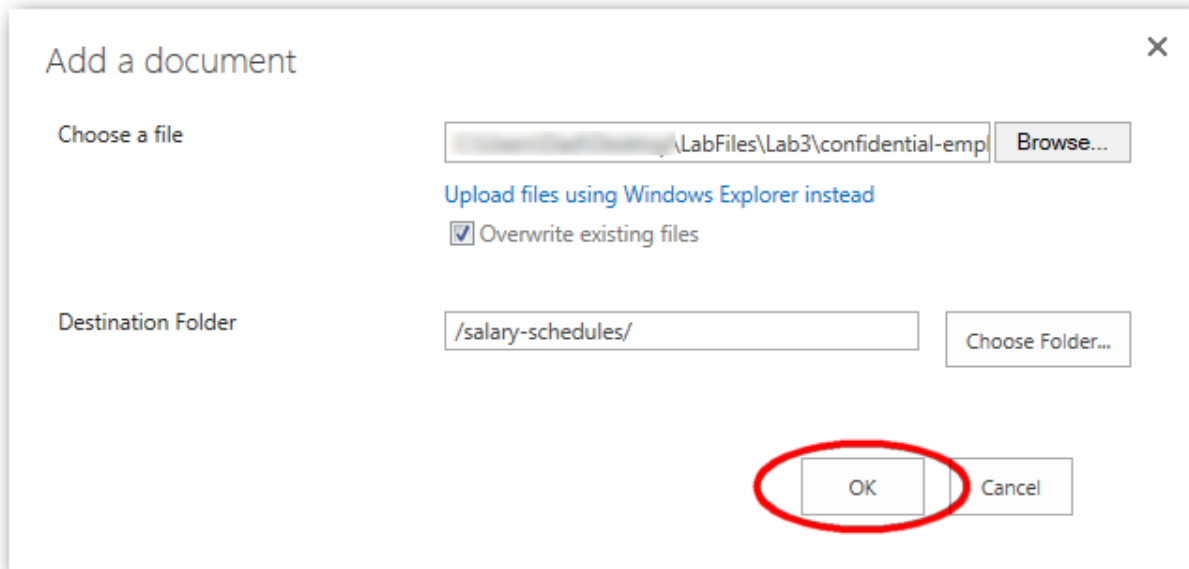 Add a document
Choose a file
\LabFiles\Lab3\confidential-empl
Browse...
Upload files using Windows Explorer instead
Overwrite existing files
Destination Folder
/salary-schedules/
Choose Folder...
OK
Cancel